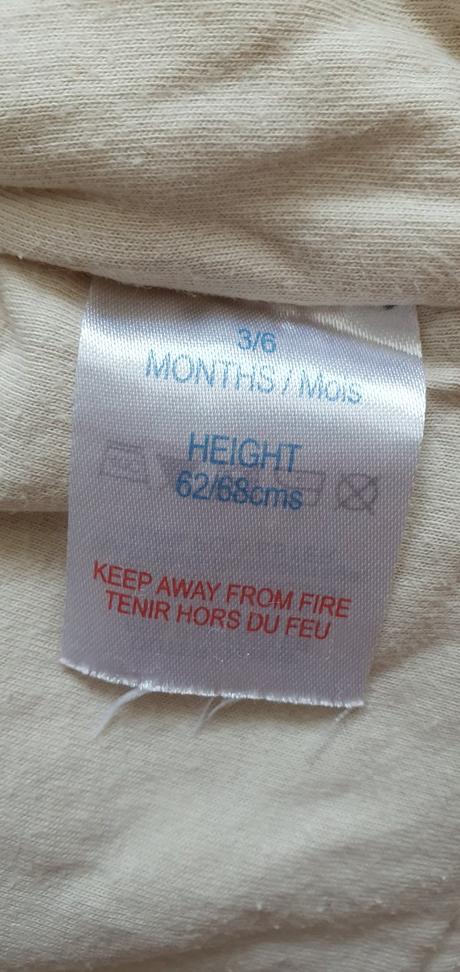 3/6
MONTHS / Mois
HEIGHT
62/68cms
KEEP AWAY FROM FIRE
TENIR HORS DU FEU